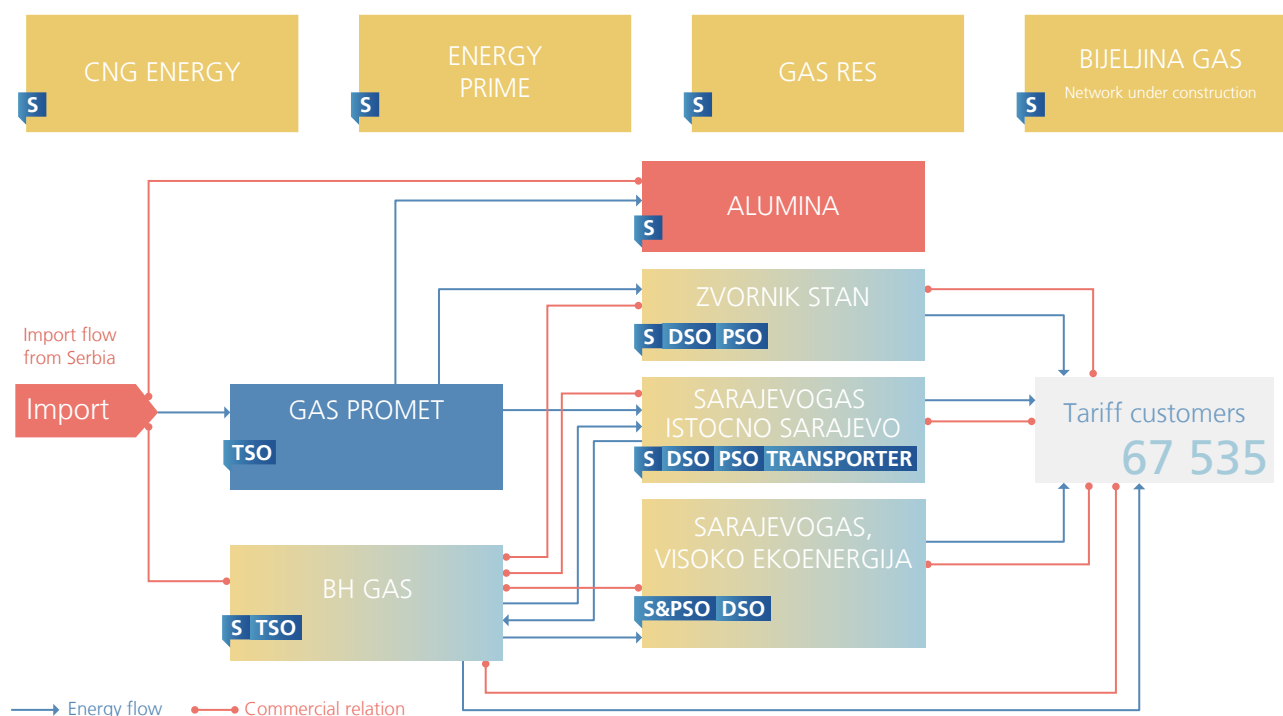 CNG ENERGY
S
ENERGY
PRIME
S
GAS RES
S
BIJELJINA GAS
Network under construction
S
ALUMINA
S
ZVORNIK STAN
S DSO PSO
Import flow
from Serbia
Import
GAS PROMET
TSO
SARAJEVOGAS
ISTOCNO SARAJEVO
S DSO PSO TRANSPORTER
Tariff customers
67 535
SARAJEVOGAS,
VISOKO EKOENERGIJA
S&PSO DSO
BH GAS
S TSO
Energy flow
Commercial relation